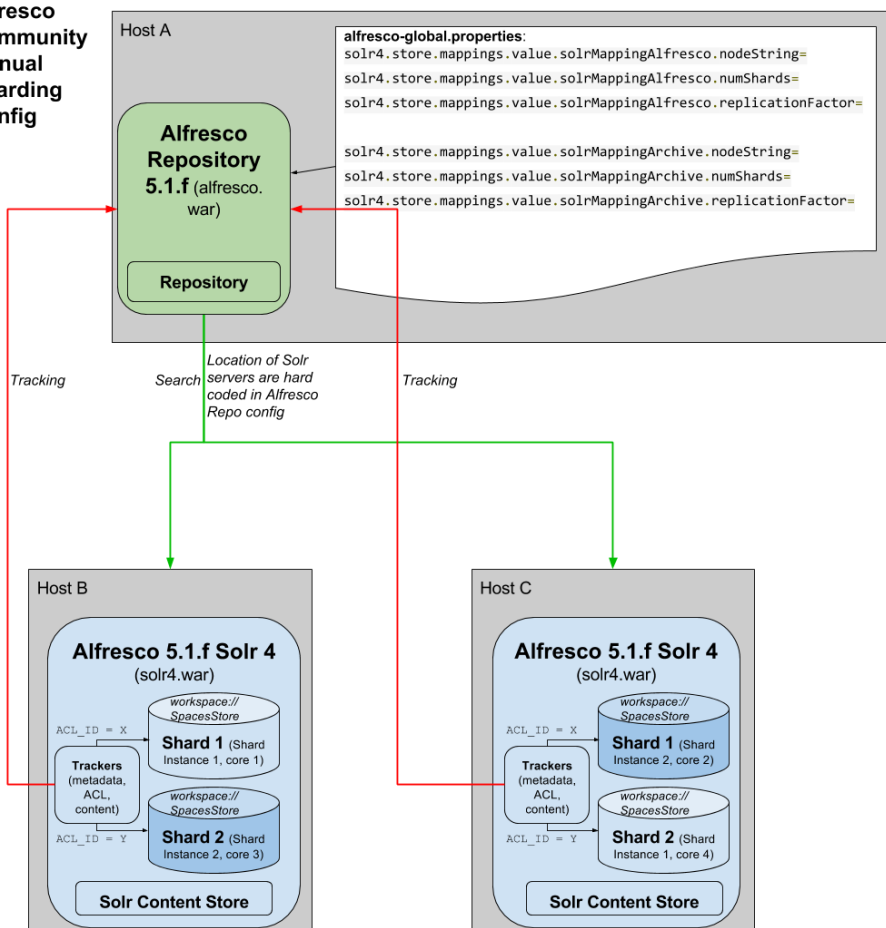 resco
mmunity
nual
arding
nfig
Host A
alfresco-global.properties:
solr4.store.mappings.value.solrMappingAlfresco.nodeString=
solr4.store.mappings.value.solrMappingAlfresco.numShards=
solr4.store.mappings.value.solrMappingAlfresco.replicationFactor=
solr4.store.mappings.value.solrMappingArchive.nodeString=
solr4.store.mappings.value.solrMappingArchive.numShards=
solr4.store.mappings.value.solrMappingArchive.replicationFactor=
Alfresco
Repository
5.1.f (alfresco.
war)
Repository
Tracking
Search
Location of Solr
servers are hard
coded in Alfresco
Repo config
Tracking
Host B
Alfresco 5.1.f Solr 4
(solr4.war)
workspace://
SpacesStore
ACL_ID = X
Shard 1 (Shard
Instance 1, core 1)
Trackers
(metadata,
ACL,
content)
workspace://
SpacesStore
ACL_ID = Y
Shard 2 (Shard
Instance 2, core 3)
Solr Content Store
Host C
Alfresco 5.1.f Solr 4
(solr4.war)
workspace://
SpacesStore
ACL_ID = X
Shard 1 (Shard
Instance 2, core 2)
Trackers
(metadata,
ACL,
content)
workspace://
SpacesStore
ACL_ID = Y
Shard 2 (Shard
Instance 1, core 4)
Solr Content Store